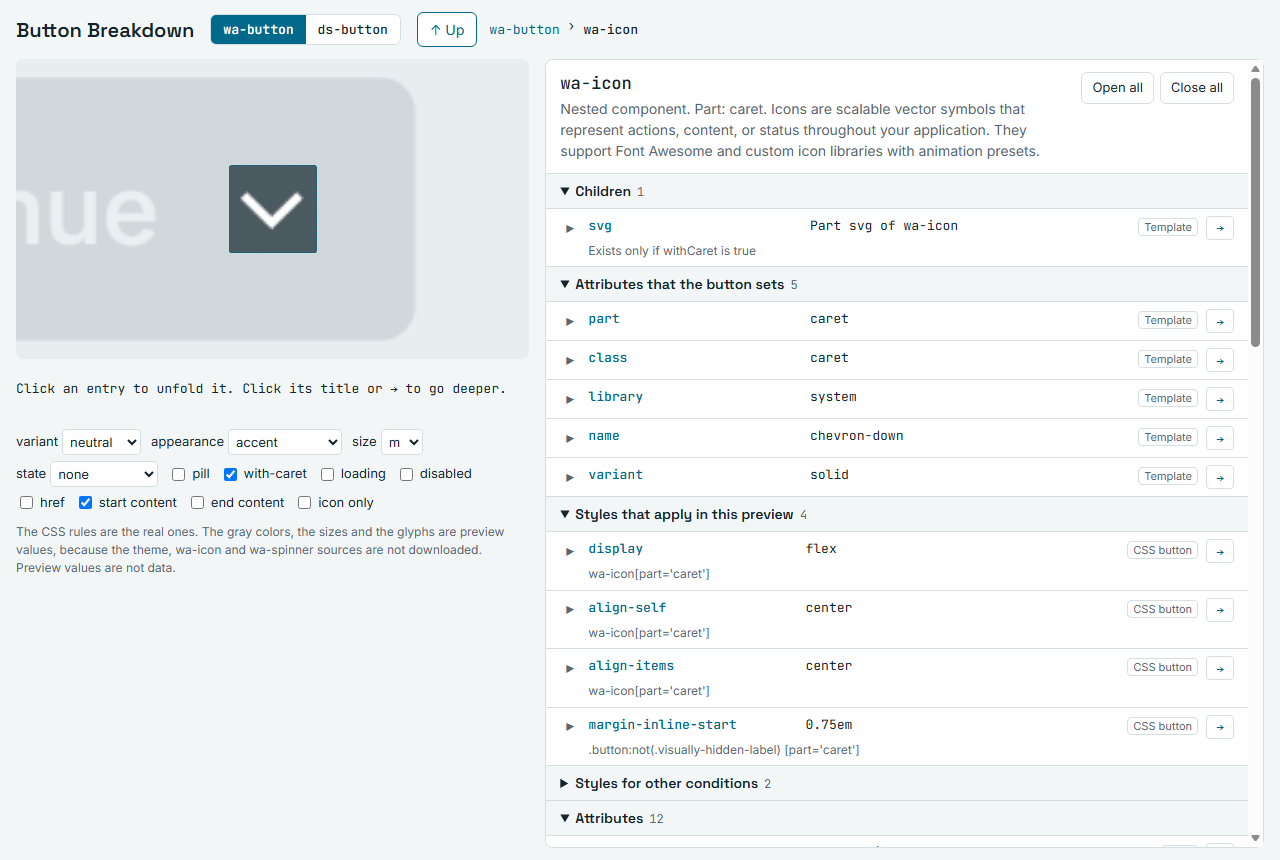 Button Breakdown wa-button ds-button ↑ Up wa-button › wa-icon
nue
Click an entry to unfold it. Click its title or → to go deeper.
variant neutral appearance accent size m
state none pill with-caret loading disabled
href start content end content icon only
The CSS rules are the real ones. The gray colors, the sizes and the glyphs are preview
values, because the theme, wa-icon and wa-spinner sources are not downloaded.
Preview values are not data.
wa-icon Open all Close all
Nested component. Part: caret. Icons are scalable vector symbols that
represent actions, content, or status throughout your application. They
support Font Awesome and custom icon libraries with animation presets.
▼ Children 1
▶ svg Part svg of wa-icon Template →
Exists only if withCaret is true
▼ Attributes that the button sets 5
▶ part caret Template →
▶ class caret Template →
▶ library system Template →
▶ name chevron-down Template →
▶ variant solid Template →
▼ Styles that apply in this preview 4
▶ display flex CSS button →
wa-icon[part='caret']
▶ align-self center CSS button →
wa-icon[part='caret']
▶ align-items center CSS button →
wa-icon[part='caret']
▶ margin-inline-start 0.75em CSS button →
.button:not(.visually-hidden-label) [part='caret']
▶ Styles for other conditions 2
▼ Attributes 12